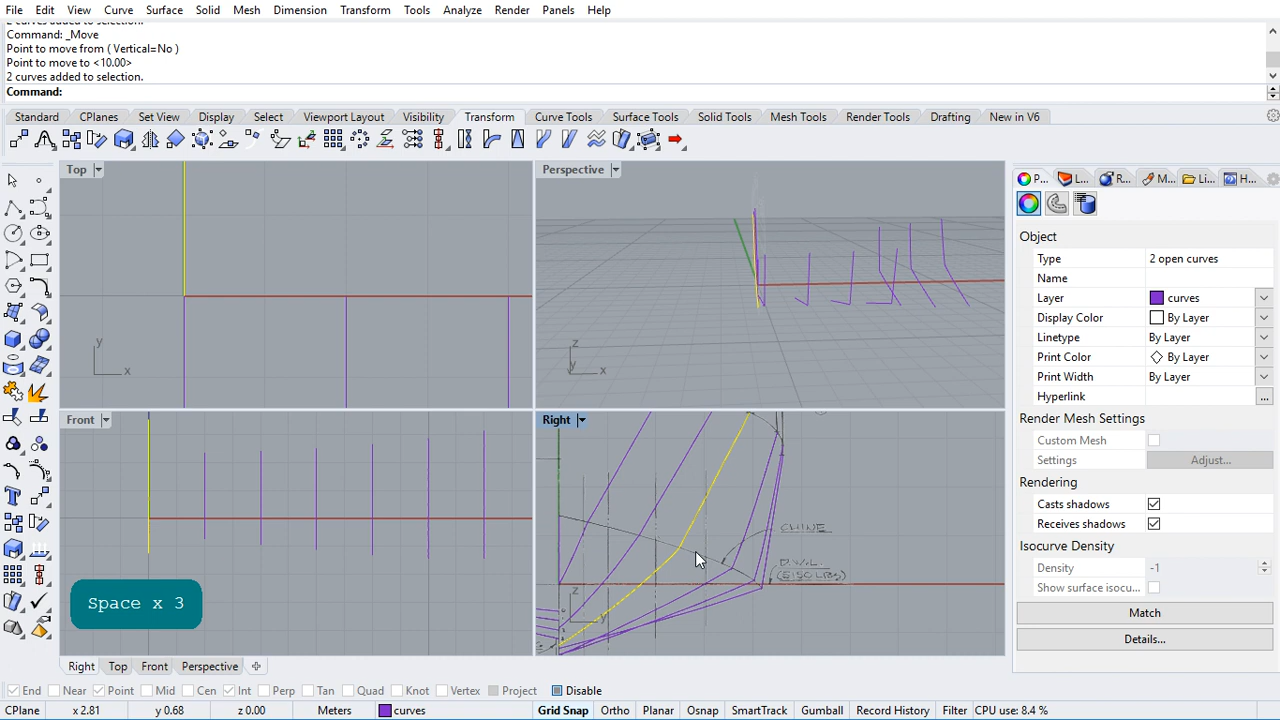 File Edit View Curve Surface Solid Mesh Dimension Transform Tools Analyze Render Panels Help
2 curves added to selection.
Command: _Move
Point to move from ( Vertical=No )
Point to move to <10.00>
2 curves added to selection.
Command:
Standard CPlanes Set View Display Select Viewport Layout Visibility Transform Curve Tools Surface Tools Solid Tools Mesh Tools Render Tools Drafting New in V6
Top
Perspective
P... L... R... M... Li... H...
Object
Type 2 open curves
Name
Layer curves
Display Color By Layer
Linetype By Layer
Print Color By Layer
Print Width By Layer
Hyperlink ...
Render Mesh Settings
Custom Mesh
Settings Adjust...
Rendering
Casts shadows
Receives shadows
Isocurve Density
Density -1
Show surface isocu...
Match
Details...
y
x
z
y
x
Front
Right
CHINE
D.W.L.
z
y
Space x 3
Right Top Front Perspective
End Near Point Mid Cen Int Perp Tan Quad Knot Vertex Project Disable
CPlane x 2.81 y 0.68 z 0.00 Meters curves Grid Snap Ortho Planar Osnap SmartTrack Gumball Record History Filter CPU use: 8.4 %